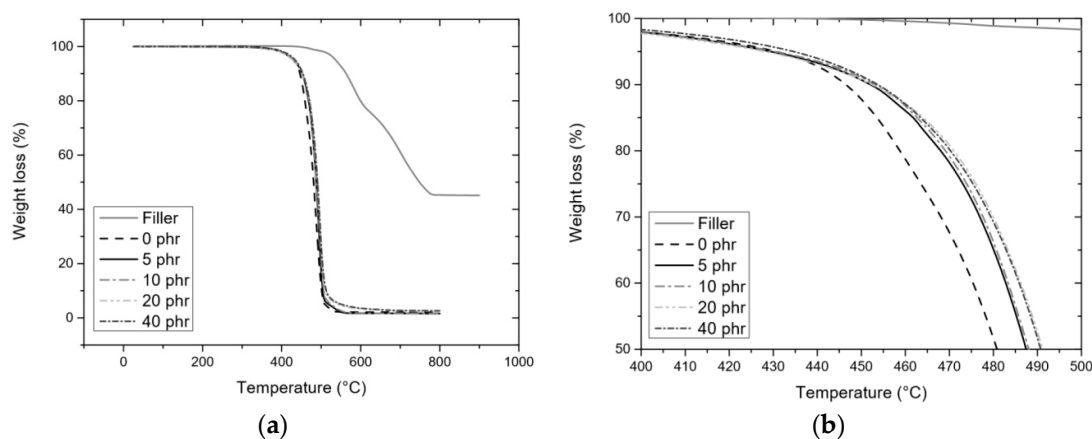 Weight loss (%)
100
80
60
40
20
0
Filler
0 phr
5 phr
10 phr
20 phr
40 phr
0 200 400 600 800 1000
Temperature (°C)
(a)
Weight loss (%)
100
90
80
70
60
50
Filler
0 phr
5 phr
10 phr
20 phr
40 phr
400 410 420 430 440 450 460 470 480 490 500
Temperature (°C)
(b)